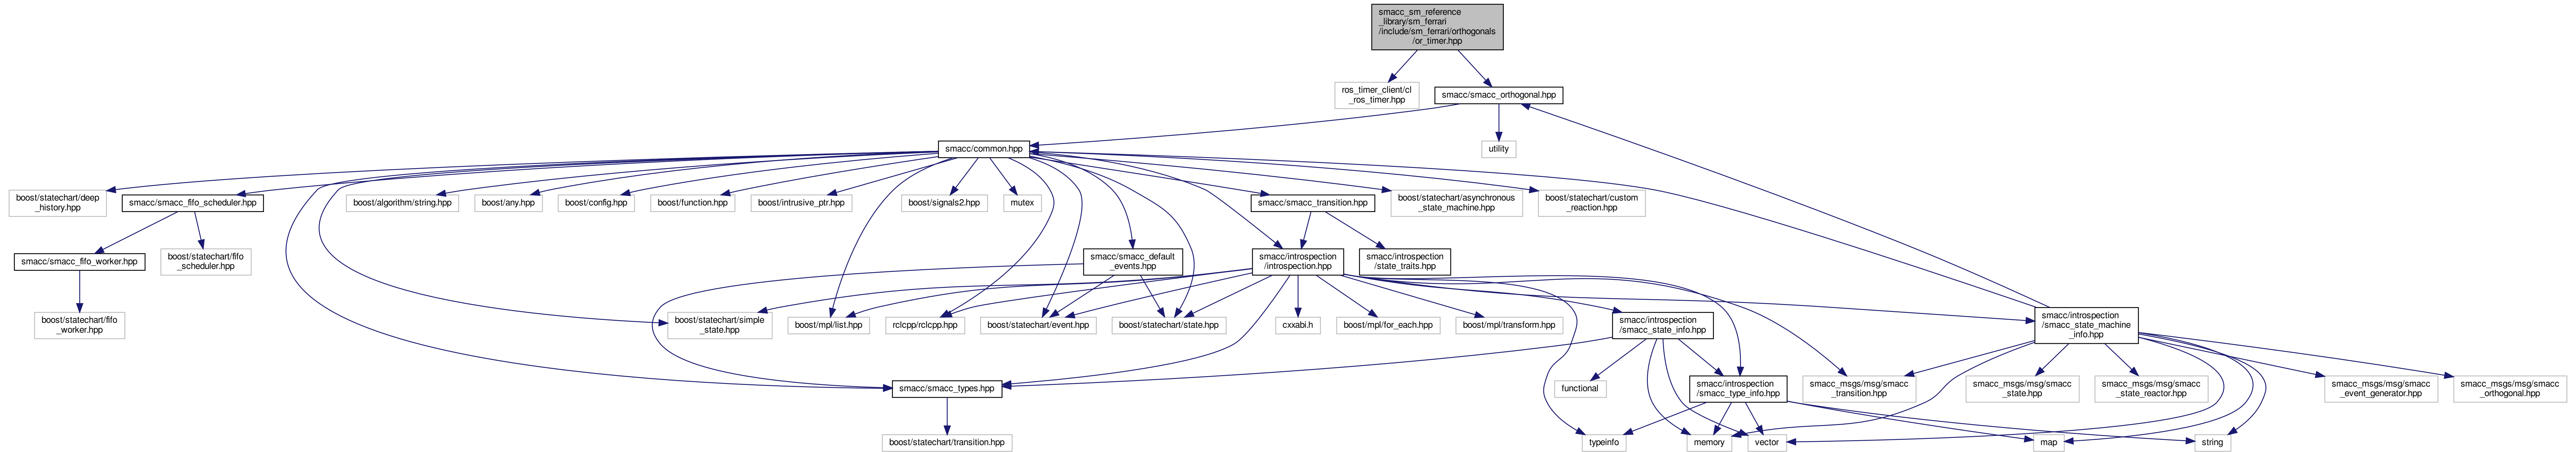 smacc_sm_reference
_library/sm_ferrari
/include/sm_ferrari/orthogonals
/or_timer.hpp
ros_timer_client/cl
_ros_timer.hpp
smacc/smacc_orthogonal.hpp
smacc/common.hpp
utility
boost/statechart/deep
_history.hpp
smacc/smacc_fifo_scheduler.hpp
boost/algorithm/string.hpp
boost/any.hpp
boost/config.hpp
boost/function.hpp
boost/intrusive_ptr.hpp
boost/signals2.hpp
mutex
smacc/smacc_transition.hpp
boost/statechart/asynchronous
_state_machine.hpp
boost/statechart/custom
_reaction.hpp
smacc/smacc_fifo_worker.hpp
boost/statechart/fifo
_scheduler.hpp
smacc/smacc_default
_events.hpp
smacc/introspection
/introspection.hpp
smacc/introspection
/state_traits.hpp
boost/statechart/fifo
_worker.hpp
boost/statechart/simple
_state.hpp
boost/mpl/list.hpp
rclcpp/rclcpp.hpp
boost/statechart/event.hpp
boost/statechart/state.hpp
cxxabi.h
boost/mpl/for_each.hpp
boost/mpl/transform.hpp
smacc/introspection
/smacc_state_info.hpp
smacc/introspection
/smacc_state_machine
_info.hpp
smacc/smacc_types.hpp
functional
smacc/introspection
/smacc_type_info.hpp
smacc_msgs/msg/smacc
_transition.hpp
smacc_msgs/msg/smacc
_state.hpp
smacc_msgs/msg/smacc
_state_reactor.hpp
smacc_msgs/msg/smacc
_event_generator.hpp
smacc_msgs/msg/smacc
_orthogonal.hpp
boost/statechart/transition.hpp
typeinfo
memory
vector
map
string